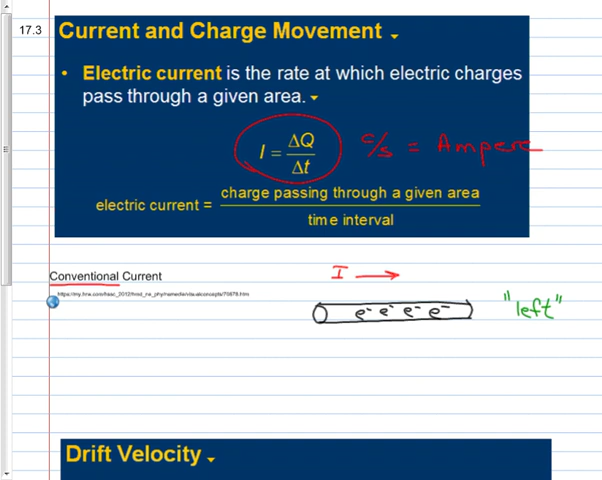 17.3
Current and Charge Movement
• Electric current is the rate at which electric charges
pass through a given area.
I = ΔQ / Δt    C/s = Ampere
electric current = charge passing through a given area / time interval
Conventional Current
I →
e⁻ e⁻ e⁻ e⁻ "left"
Drift Velocity